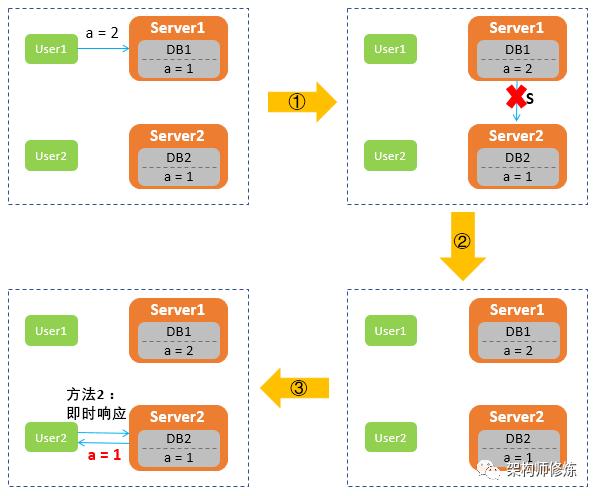 User1
a = 2
Server1
DB1
a = 1
User2
Server2
DB2
a = 1
①
User1
Server1
DB1
a = 2
S
User2
Server2
DB2
a = 1
②
User1
Server1
DB1
a = 2
User2
Server2
DB2
a = 1
③
User1
Server1
DB1
a = 2
方法2：
即时响应
User2
a = 1
Server2
DB2
a = 1
架构师修炼